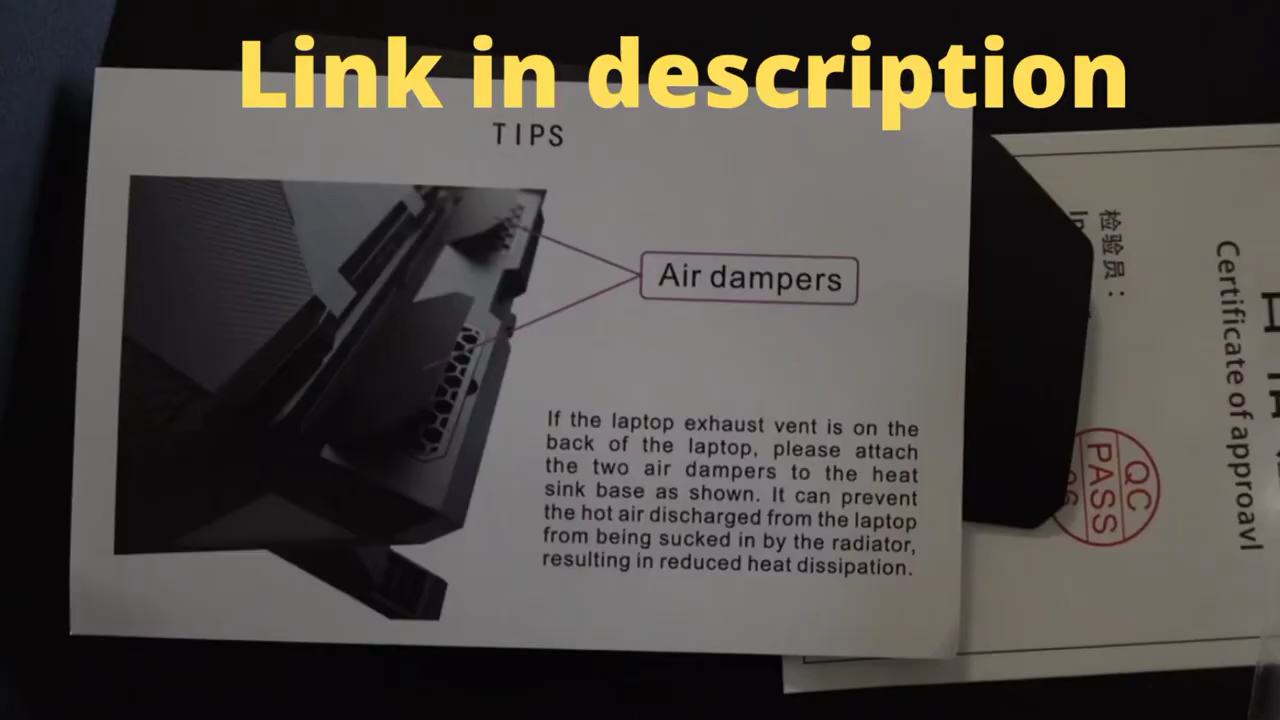 Link in description
TIPS
Air dampers
If the laptop exhaust vent is on the
back of the laptop, please attach
the two air dampers to the heat
sink base as shown. It can prevent
the hot air discharged from the laptop
from being sucked in by the radiator,
resulting in reduced heat dissipation.
检验员：
Certificate of approavl
QC
PASS